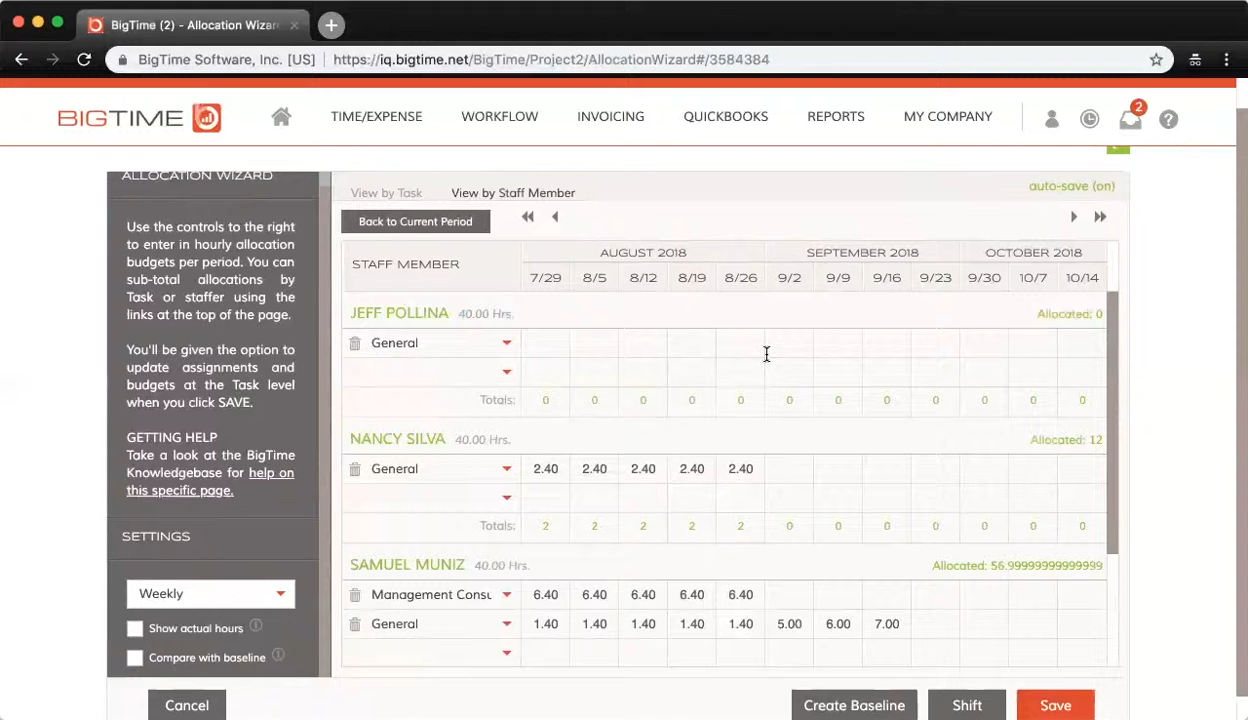 BigTime (2) - Allocation Wizar
BigTime Software, Inc. [US] https://iq.bigtime.net/BigTime/Project2/AllocationWizard#/3584384
BIGTIME TIME/EXPENSE WORKFLOW INVOICING QUICKBOOKS REPORTS MY COMPANY 2 ?
ALLOCATION WIZARD
Use the controls to the right
to enter in hourly allocation
budgets per period. You can
sub-total allocations by
Task or staffer using the
links at the top of the page.
You'll be given the option to
update assignments and
budgets at the Task level
when you click SAVE.
GETTING HELP
Take a look at the BigTime
Knowledgebase for help on
this specific page.
SETTINGS
Weekly
Show actual hours
Compare with baseline
View by Task View by Staff Member auto-save (on)
Back to Current Period
STAFF MEMBER
AUGUST 2018 SEPTEMBER 2018 OCTOBER 2018
7/29 8/5 8/12 8/19 8/26 9/2 9/9 9/16 9/23 9/30 10/7 10/14
JEFF POLLINA 40.00 Hrs. Allocated: 0
General
Totals: 0 0 0 0 0 0 0 0 0 0 0 0
NANCY SILVA 40.00 Hrs. Allocated: 12
General 2.40 2.40 2.40 2.40 2.40
Totals: 2 2 2 2 2 0 0 0 0 0 0 0
SAMUEL MUNIZ 40.00 Hrs. Allocated: 56.99999999999999
Management Consu 6.40 6.40 6.40 6.40 6.40
General 1.40 1.40 1.40 1.40 1.40 5.00 6.00 7.00
Cancel Create Baseline Shift Save